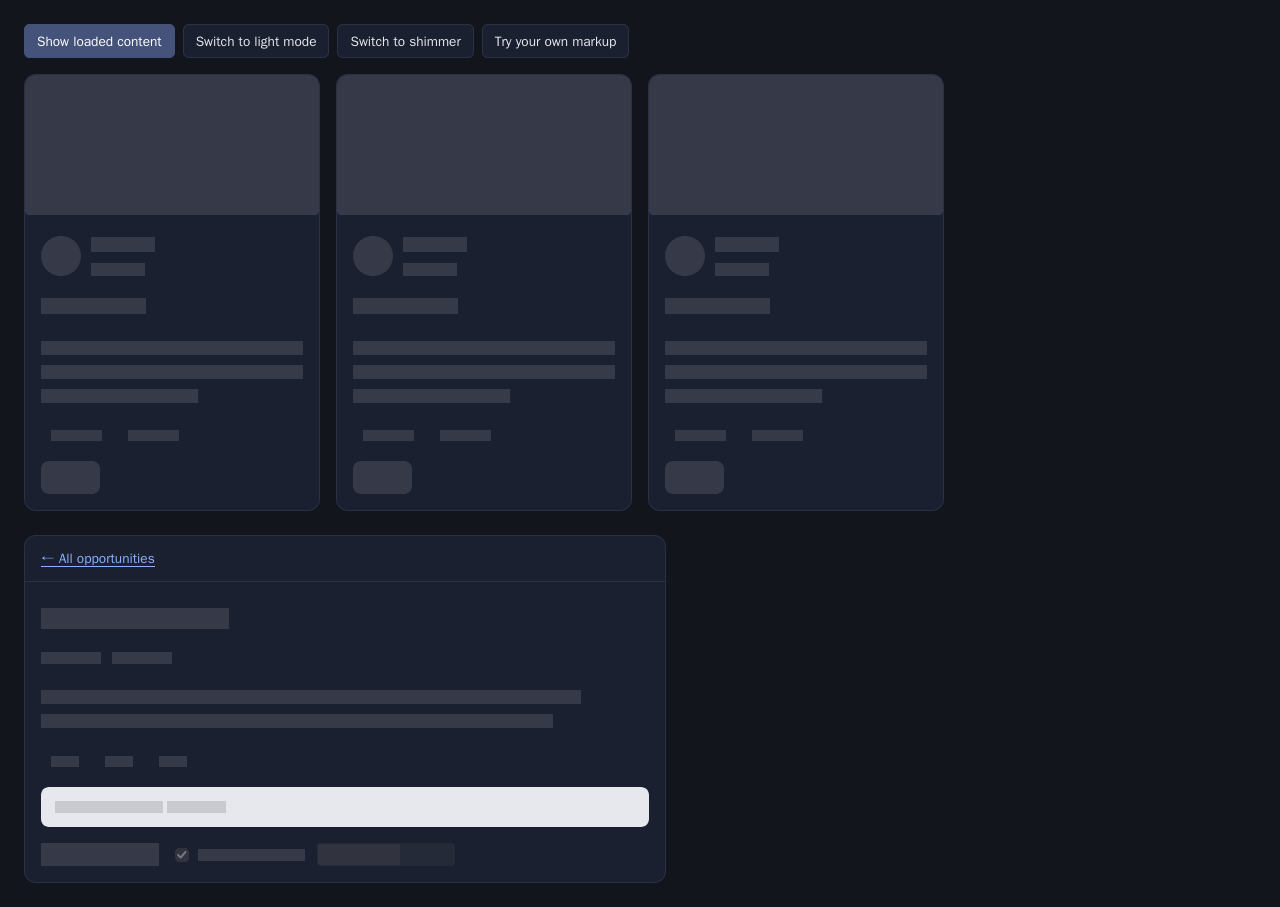 Show loaded content
Switch to light mode
Switch to shimmer
Try your own markup
← All opportunities